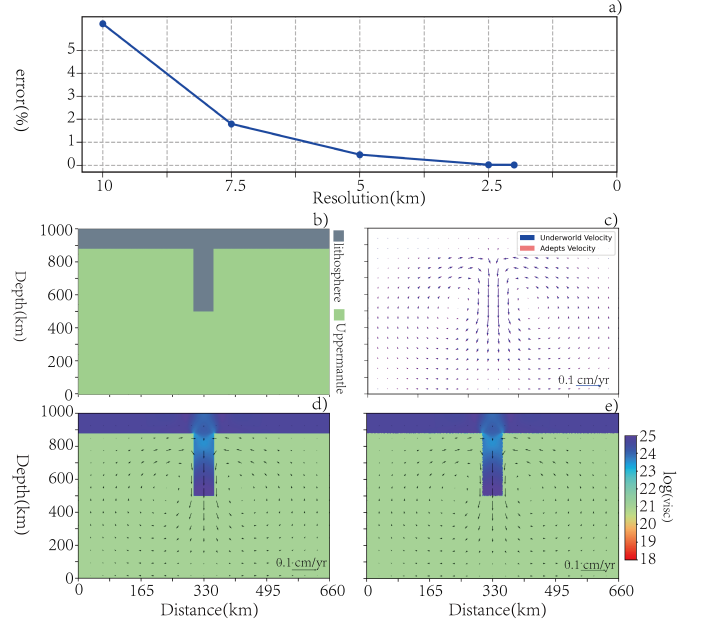 a)
error(%)
5
4
3
2
1
0
10 7.5 5 2.5 0
Resolution(km)
b)
c)
1000
800
600
400
200
0
Depth(km)
lithosphere
Uppermantle
Underworld Velocity
Adepts Velocity
0.1 cm/yr
d)
e)
1000
800
600
400
200
0
Depth(km)
0.1 cm/yr
0.1 cm/yr
25
24
23
22
21
20
19
18
log(visc)
0 165 330 495 660
0 165 330 495 660
Distance(km)
Distance(km)